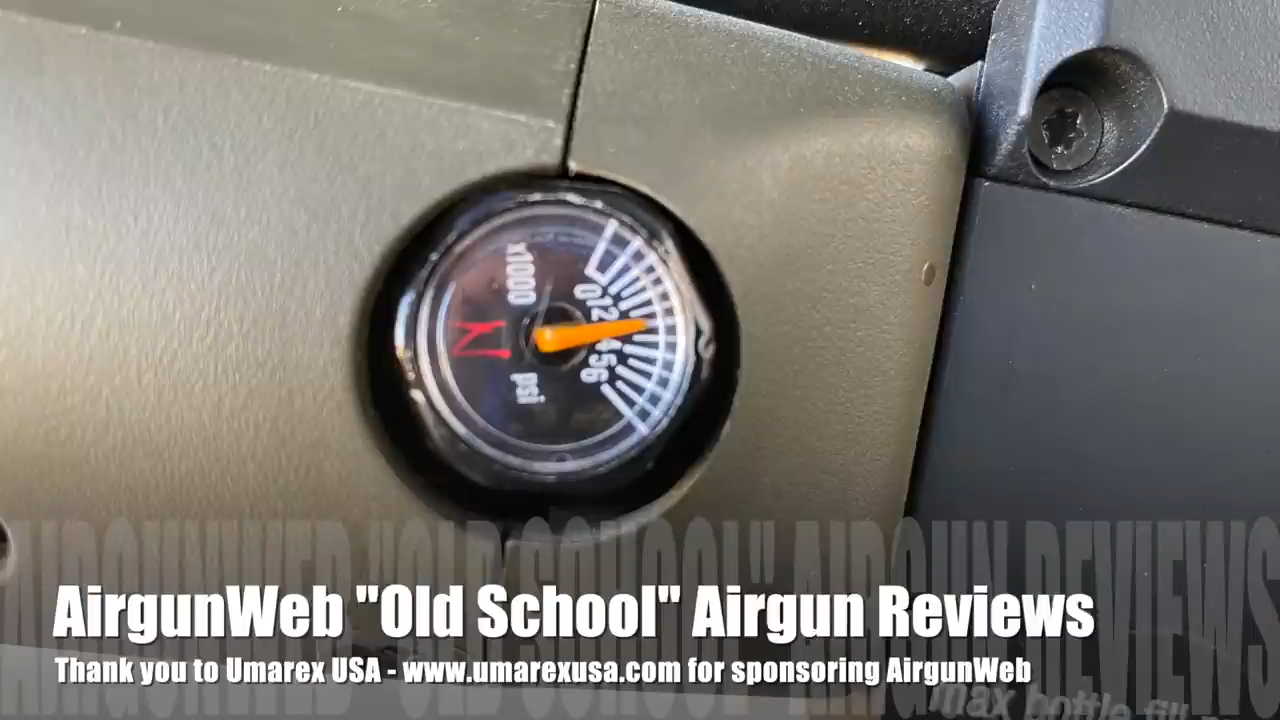 x1000
0 1 2 4 5 6
psi
AIRGUNWEB "OLD SCHOOL" AIRGUN REVIEWS
AirgunWeb "Old School" Airgun Reviews
Thank you to Umarex USA - www.umarexusa.com for sponsoring AirgunWeb
max bottle fill